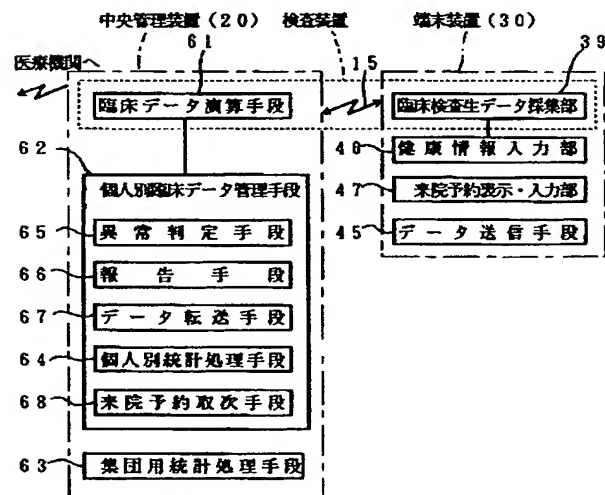 中央管理装置(20)
検査装置
端末装置(30)
61
15
39
医療機関へ
臨床データ演算手段
臨床検査生データ採集部
46
健康情報入力部
62
個人別臨床データ管理手段
47
来院予約表示・入力部
65
異常判定手段
45
データ送信手段
66
報告手段
67
データ転送手段
64
個人別統計処理手段
68
来院予約取次手段
63
集団用統計処理手段